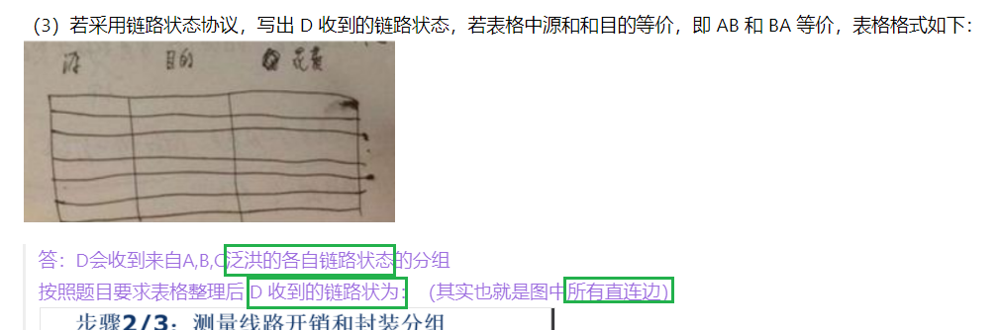 (3)若采用链路状态协议,写出 D 收到的链路状态,若表格中源和和目的等价,即 AB 和 BA 等价,表格格式如下:
源 目的 花费
答:D会收到来自A,B,C泛洪的各自链路状态的分组
按照题目要求表格整理后 D 收到的链路状为: (其实也就是图中所有直连边)
步骤2/3:测量线路开销和封装分组